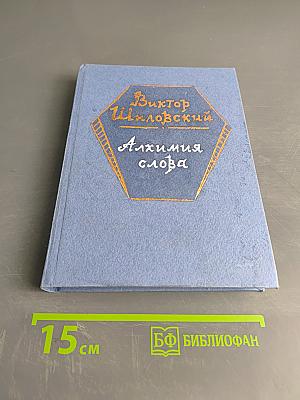 Виктор
Шкловский
Алхимия
слова
15 см
БФ БИБЛИОФАН